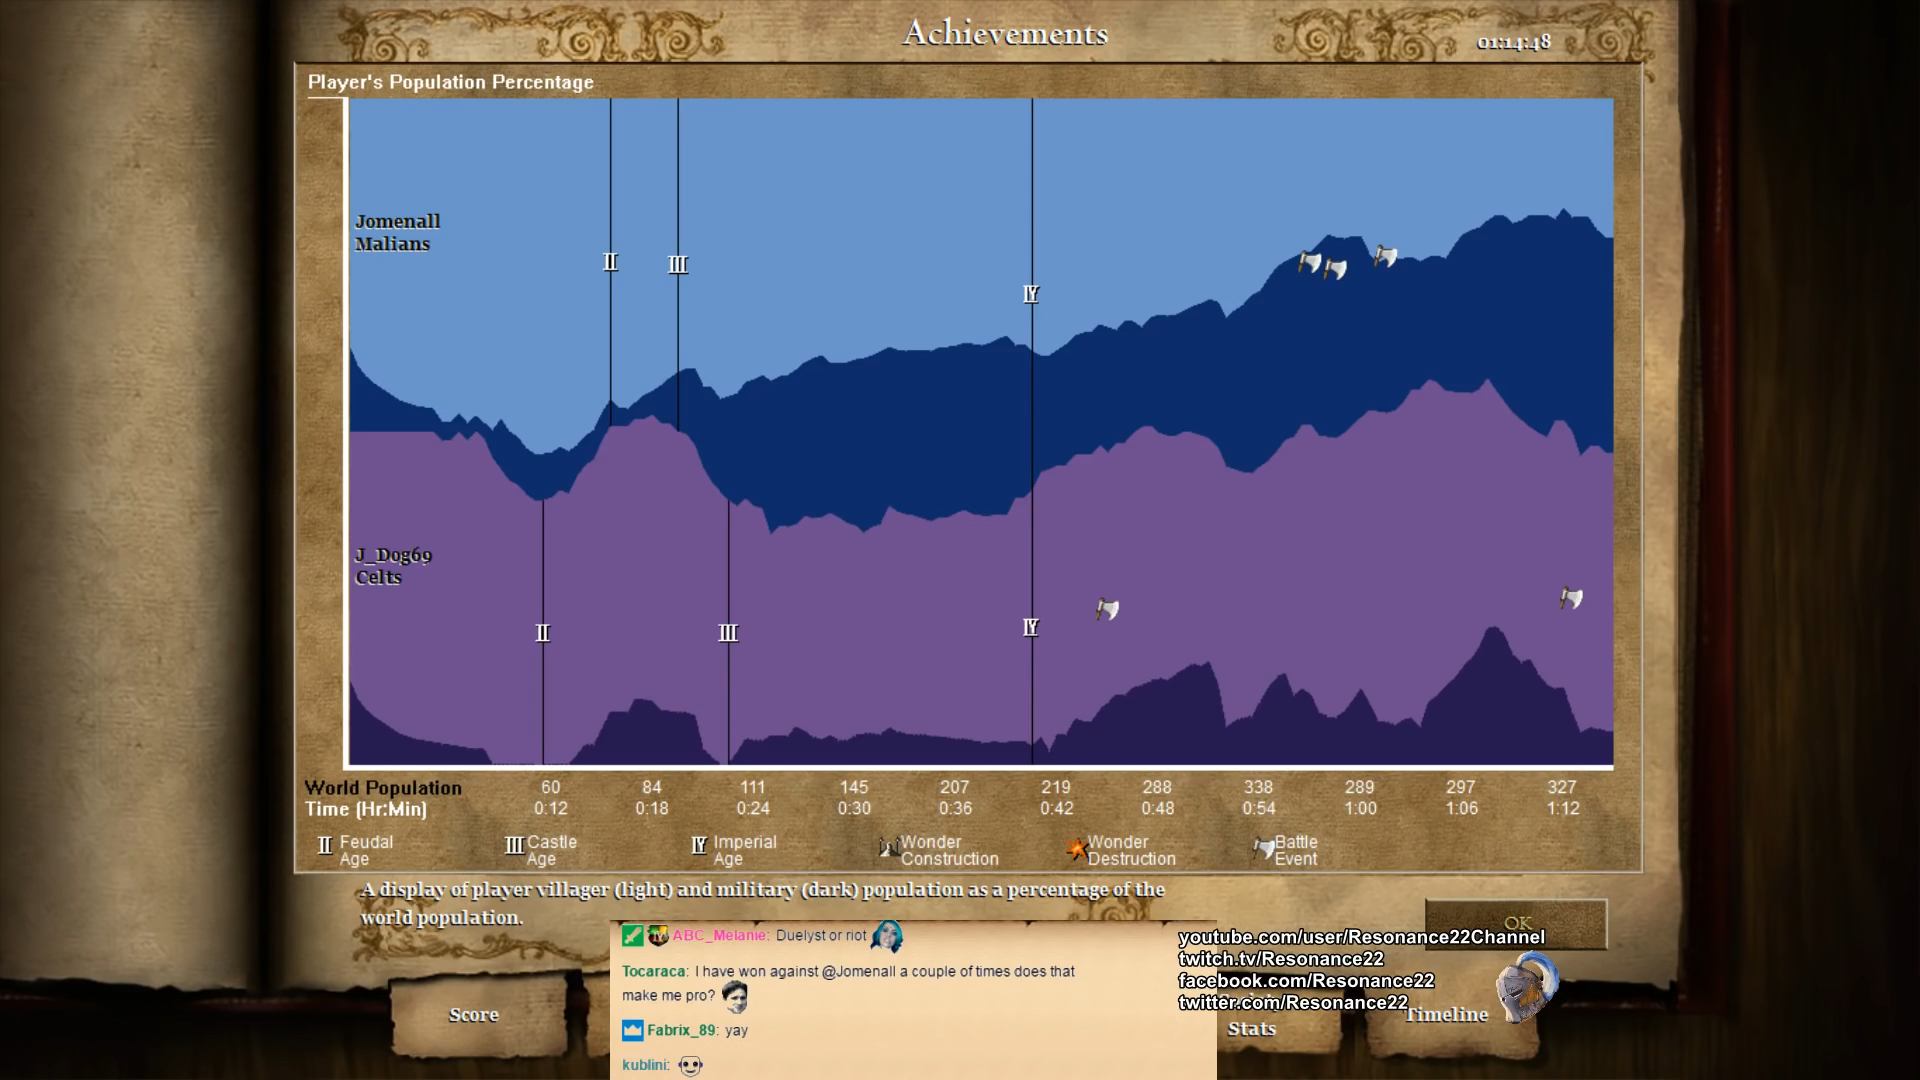 Achievements
01:14:48
Player's Population Percentage
Jomenall
Malians
II
III
IV
J_Dog69
Celts
II
III
IV
World Population 60 84 111 145 207 219 288 338 289 297 327
Time (Hr:Min) 0:12 0:18 0:24 0:30 0:36 0:42 0:48 0:54 1:00 1:06 1:12
II Feudal Age
III Castle Age
IV Imperial Age
Wonder Construction
Wonder Destruction
Battle Event
A display of player villager (light) and military (dark) population as a percentage of the
world population.
OK
ABC_Melanie: Duelyst or riot
Tocaraca: I have won against @Jomenall a couple of times does that
make me pro?
Fabrix_89: yay
kublini:
youtube.com/user/Resonance22Channel
twitch.tv/Resonance22
facebook.com/Resonance22
twitter.com/Resonance22
Score
Stats
Timeline